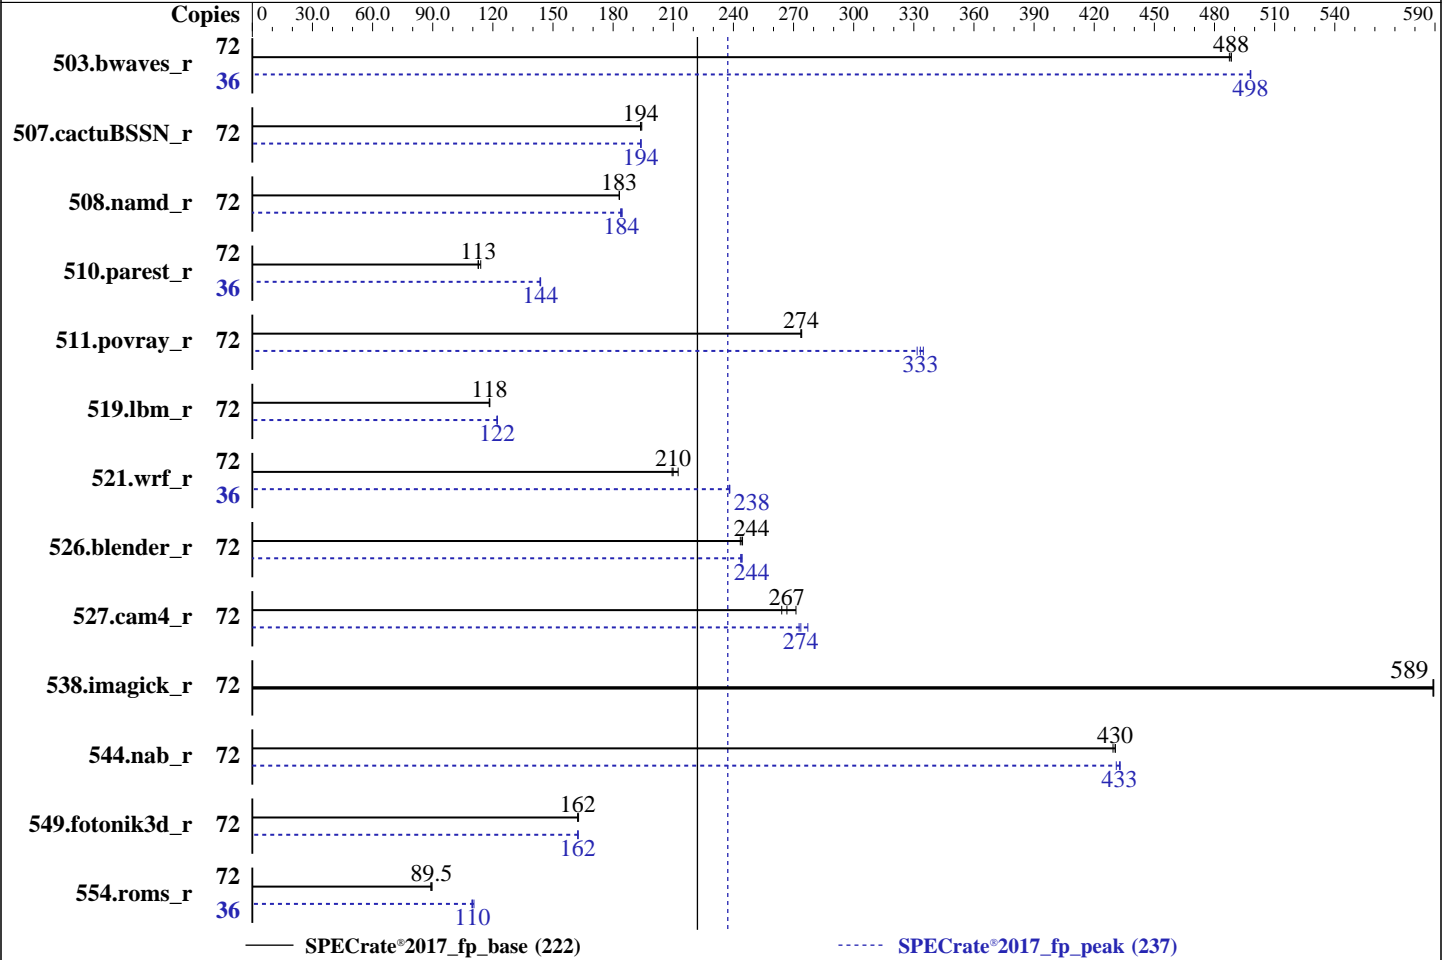 Copies 0 30.0 60.0 90.0 120 150 180 210 240 270 300 330 360 390 420 450 480 510 540 590
503.bwaves_r 72 488
36 498
507.cactuBSSN_r 72 194
194
508.namd_r 72 183
184
510.parest_r 72 113
36 144
511.povray_r 72 274
333
519.lbm_r 72 118
122
521.wrf_r 72 210
36 238
526.blender_r 72 244
244
527.cam4_r 72 267
274
538.imagick_r 72 589
544.nab_r 72 430
433
549.fotonik3d_r 72 162
162
554.roms_r 72 89.5
36 110
SPECrate®2017_fp_base (222) SPECrate®2017_fp_peak (237)